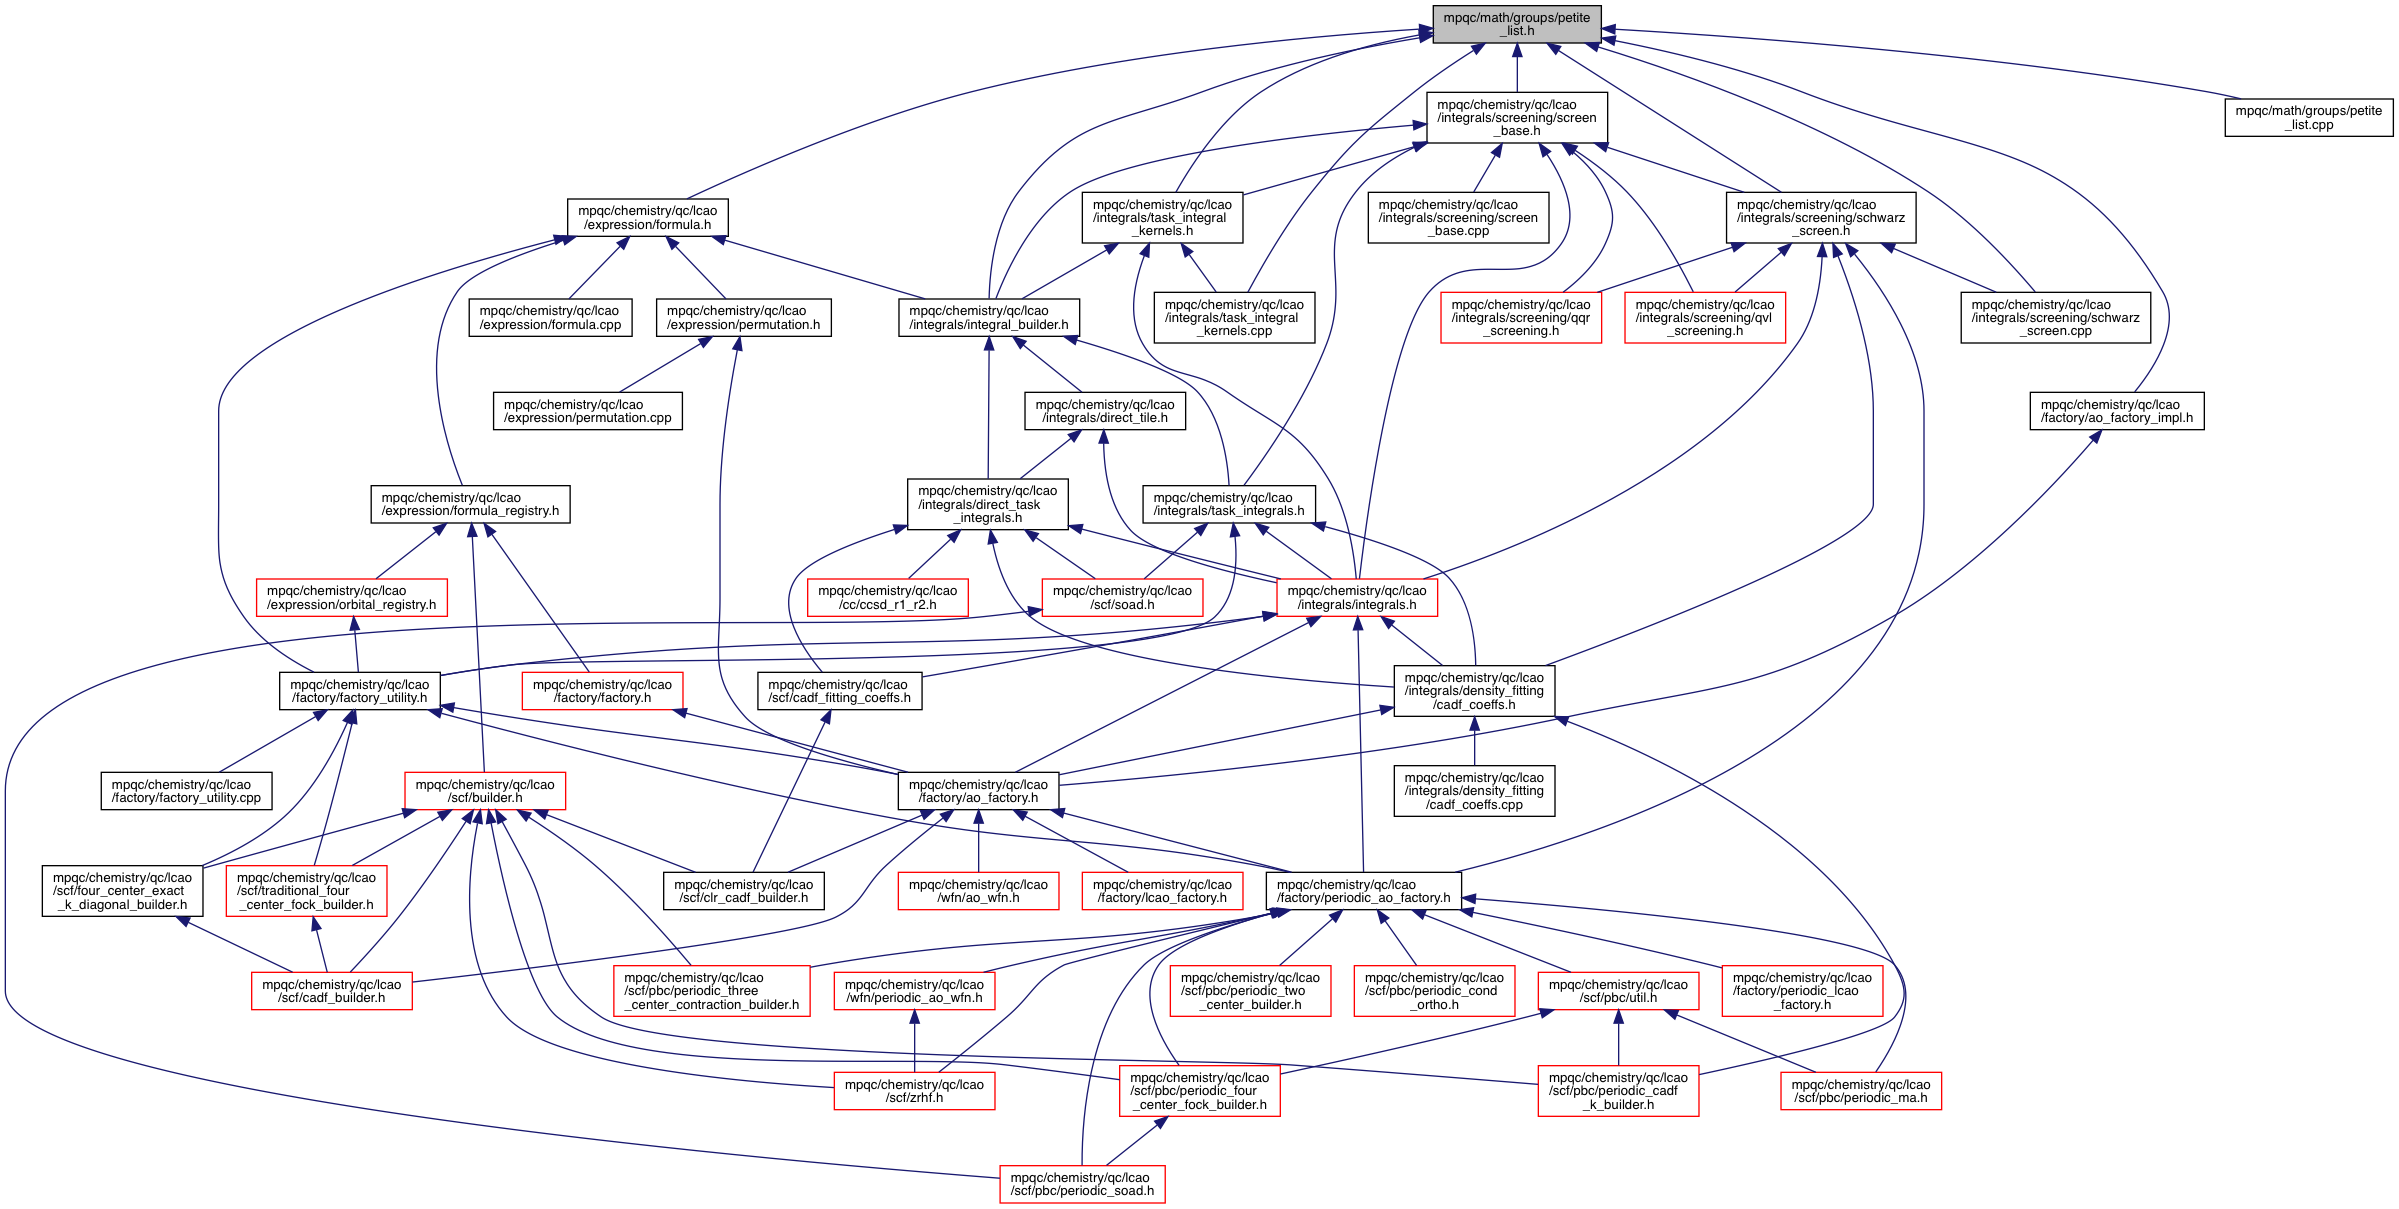 mpqc/math/groups/petite
_list.h
mpqc/chemistry/qc/lcao
/integrals/screening/screen
_base.h
mpqc/math/groups/petite
_list.cpp
mpqc/chemistry/qc/lcao
/expression/formula.h
mpqc/chemistry/qc/lcao
/integrals/task_integral
_kernels.h
mpqc/chemistry/qc/lcao
/integrals/screening/screen
_base.cpp
mpqc/chemistry/qc/lcao
/integrals/screening/schwarz
_screen.h
mpqc/chemistry/qc/lcao
/expression/formula.cpp
mpqc/chemistry/qc/lcao
/expression/permutation.h
mpqc/chemistry/qc/lcao
/integrals/integral_builder.h
mpqc/chemistry/qc/lcao
/integrals/task_integral
_kernels.cpp
mpqc/chemistry/qc/lcao
/integrals/screening/qqr
_screening.h
mpqc/chemistry/qc/lcao
/integrals/screening/qvl
_screening.h
mpqc/chemistry/qc/lcao
/integrals/screening/schwarz
_screen.cpp
mpqc/chemistry/qc/lcao
/expression/permutation.cpp
mpqc/chemistry/qc/lcao
/integrals/direct_tile.h
mpqc/chemistry/qc/lcao
/factory/ao_factory_impl.h
mpqc/chemistry/qc/lcao
/expression/formula_registry.h
mpqc/chemistry/qc/lcao
/integrals/direct_task
_integrals.h
mpqc/chemistry/qc/lcao
/integrals/task_integrals.h
mpqc/chemistry/qc/lcao
/expression/orbital_registry.h
mpqc/chemistry/qc/lcao
/cc/ccsd_r1_r2.h
mpqc/chemistry/qc/lcao
/scf/soad.h
mpqc/chemistry/qc/lcao
/integrals/integrals.h
mpqc/chemistry/qc/lcao
/factory/factory_utility.h
mpqc/chemistry/qc/lcao
/factory/factory.h
mpqc/chemistry/qc/lcao
/scf/cadf_fitting_coeffs.h
mpqc/chemistry/qc/lcao
/integrals/density_fitting
/cadf_coeffs.h
mpqc/chemistry/qc/lcao
/factory/factory_utility.cpp
mpqc/chemistry/qc/lcao
/scf/builder.h
mpqc/chemistry/qc/lcao
/factory/ao_factory.h
mpqc/chemistry/qc/lcao
/integrals/density_fitting
/cadf_coeffs.cpp
mpqc/chemistry/qc/lcao
/scf/four_center_exact
_k_diagonal_builder.h
mpqc/chemistry/qc/lcao
/scf/traditional_four
_center_fock_builder.h
mpqc/chemistry/qc/lcao
/scf/clr_cadf_builder.h
mpqc/chemistry/qc/lcao
/wfn/ao_wfn.h
mpqc/chemistry/qc/lcao
/factory/lcao_factory.h
mpqc/chemistry/qc/lcao
/factory/periodic_ao_factory.h
mpqc/chemistry/qc/lcao
/scf/cadf_builder.h
mpqc/chemistry/qc/lcao
/scf/pbc/periodic_three
_center_contraction_builder.h
mpqc/chemistry/qc/lcao
/wfn/periodic_ao_wfn.h
mpqc/chemistry/qc/lcao
/scf/pbc/periodic_two
_center_builder.h
mpqc/chemistry/qc/lcao
/scf/pbc/periodic_cond
_ortho.h
mpqc/chemistry/qc/lcao
/scf/pbc/util.h
mpqc/chemistry/qc/lcao
/factory/periodic_lcao
_factory.h
mpqc/chemistry/qc/lcao
/scf/zrhf.h
mpqc/chemistry/qc/lcao
/scf/pbc/periodic_four
_center_fock_builder.h
mpqc/chemistry/qc/lcao
/scf/pbc/periodic_cadf
_k_builder.h
mpqc/chemistry/qc/lcao
/scf/pbc/periodic_ma.h
mpqc/chemistry/qc/lcao
/scf/pbc/periodic_soad.h